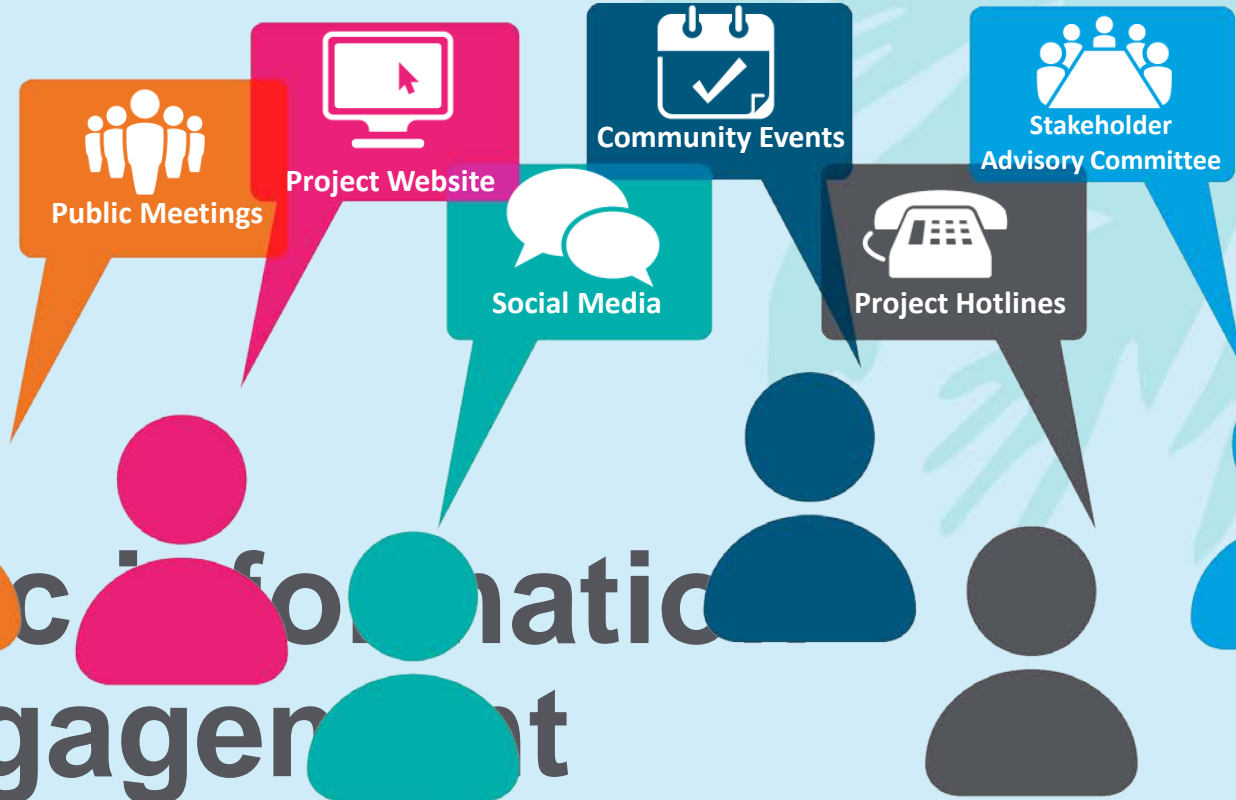 Public Meetings
Project Website
Social Media
Community Events
Project Hotlines
Stakeholder
Advisory Committee